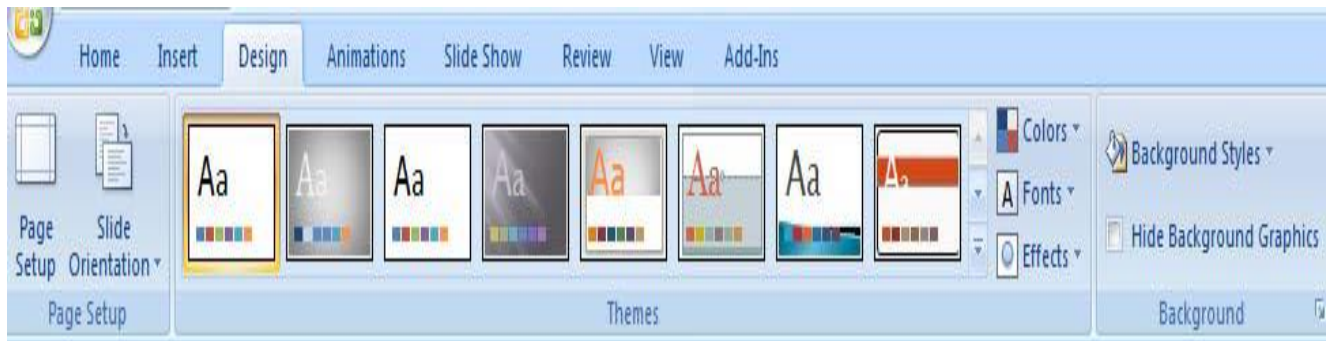 Home Insert Design Animations Slide Show Review View Add-Ins
Page Setup
Slide Orientation
Aa Aa Aa Aa Aa Aa Aa Aa
Colors
Fonts
Effects
Background Styles
Hide Background Graphics
Page Setup
Themes
Background